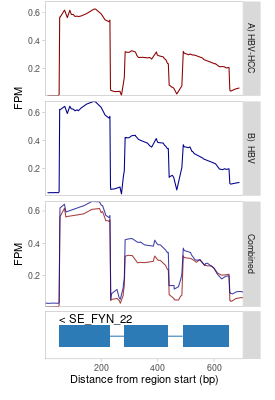 0.6
0.4
0.2
FPM
A) HBV-HCC
0.6
0.4
0.2
B) HBV
0.6
0.4
0.2
FPM
Combined
< SE_FYN_22
200
600
Distance from region start (bp)